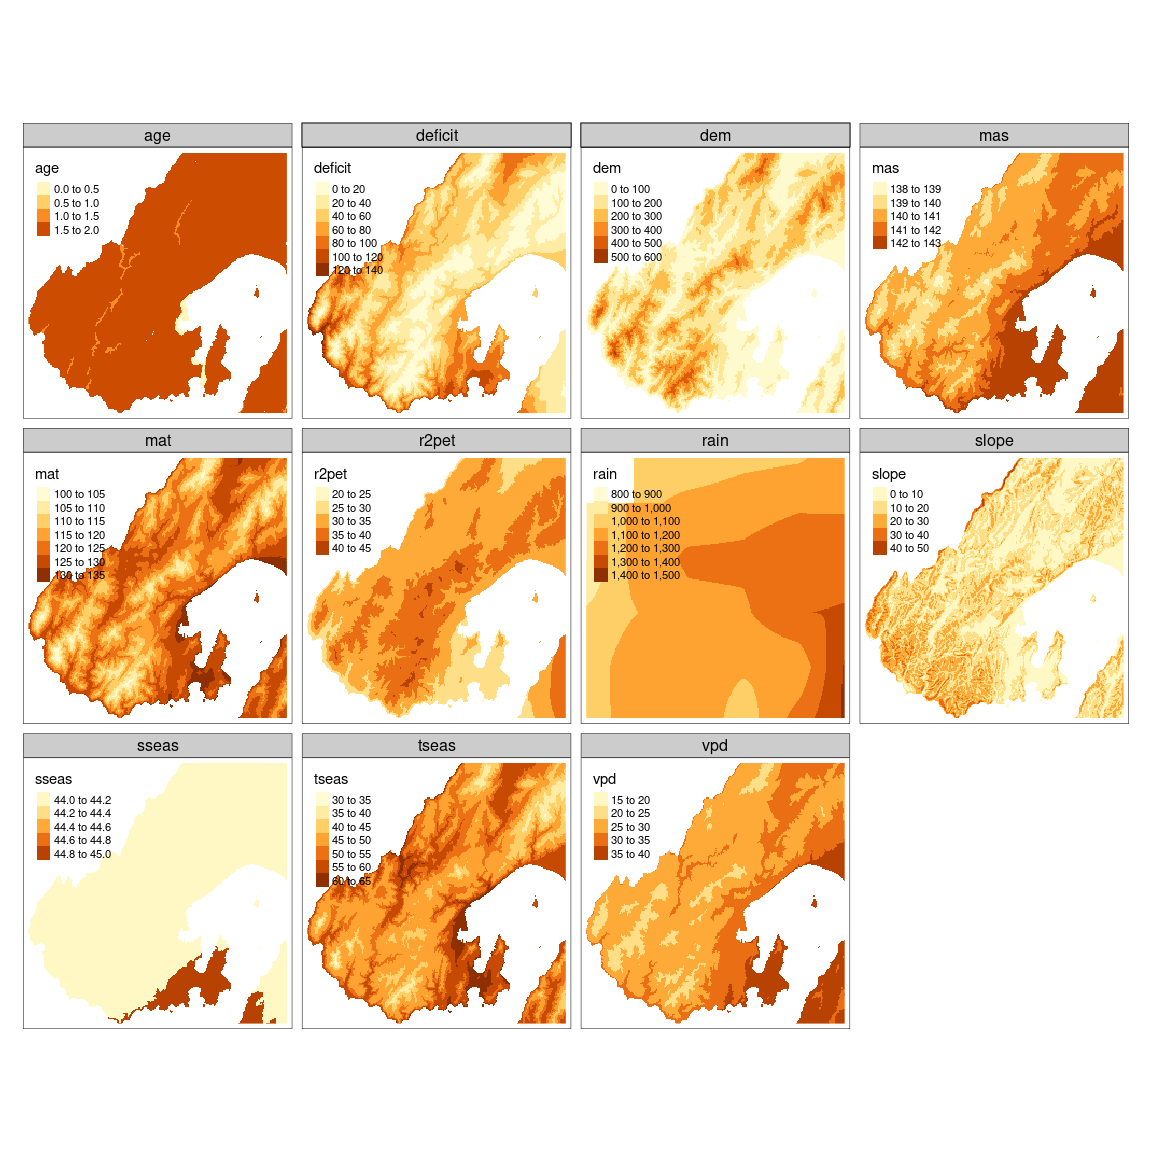 age
deficit
dem
mas
age
0.0 to 0.5
0.5 to 1.0
1.0 to 1.5
1.5 to 2.0
deficit
0 to 20
20 to 40
40 to 60
60 to 80
80 to 100
100 to 120
120 to 140
dem
0 to 100
100 to 200
200 to 300
300 to 400
400 to 500
500 to 600
mas
138 to 139
139 to 140
140 to 141
141 to 142
142 to 143
mat
r2pet
rain
slope
mat
100 to 105
105 to 110
110 to 115
115 to 120
120 to 125
125 to 130
130 to 135
r2pet
20 to 25
25 to 30
30 to 35
35 to 40
40 to 45
rain
800 to 900
900 to 1,000
1,000 to 1,100
1,100 to 1,200
1,200 to 1,300
1,300 to 1,400
1,400 to 1,500
slope
0 to 10
10 to 20
20 to 30
30 to 40
40 to 50
sseas
tseas
vpd
sseas
44.0 to 44.2
44.2 to 44.4
44.4 to 44.6
44.6 to 44.8
44.8 to 45.0
tseas
30 to 35
35 to 40
40 to 45
45 to 50
50 to 55
55 to 60
60 to 65
vpd
15 to 20
20 to 25
25 to 30
30 to 35
35 to 40